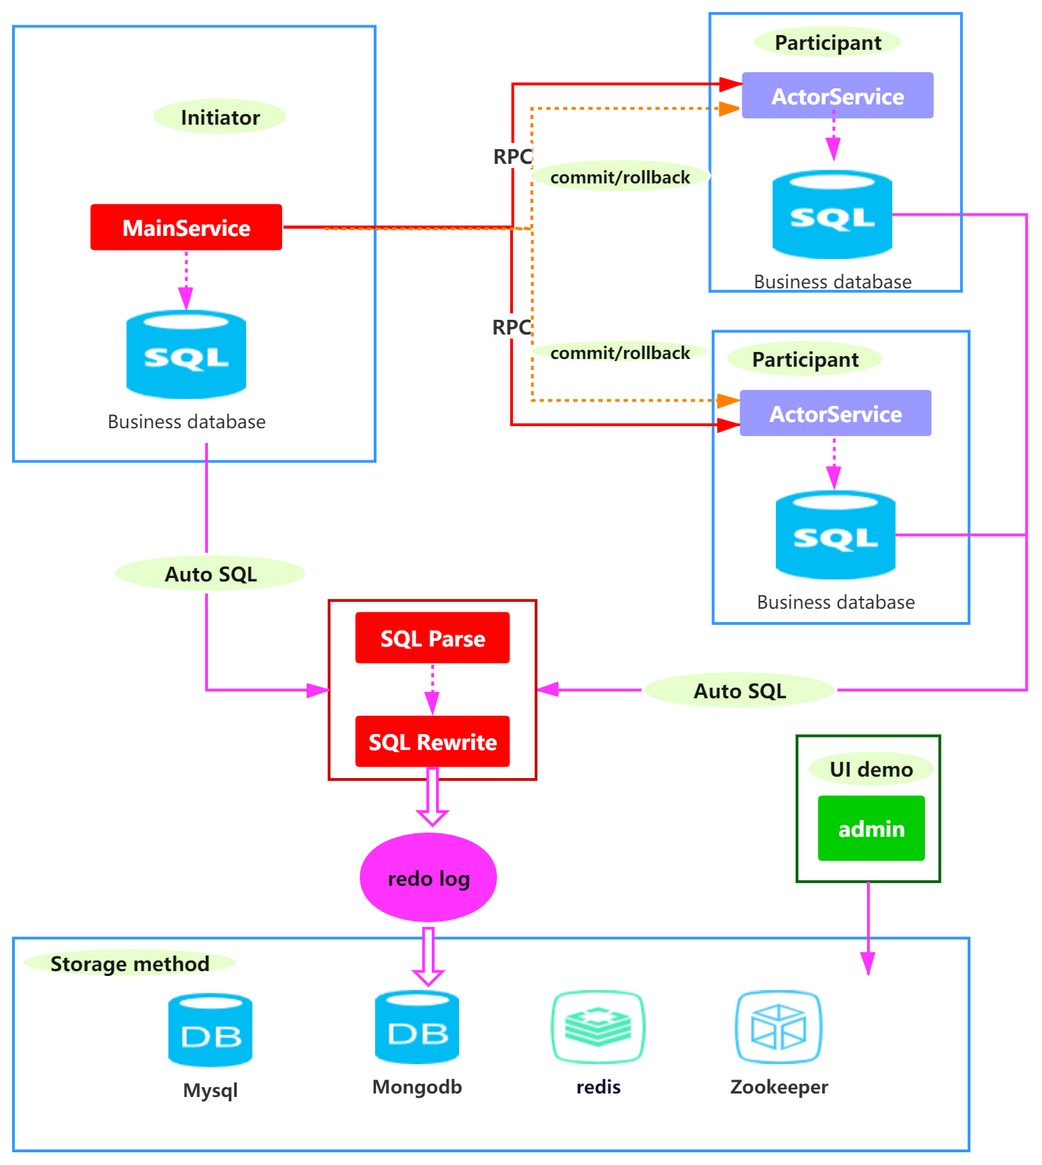 Initiator
MainService
SQL
Business database
RPC
commit/rollback
Participant
ActorService
SQL
Business database
RPC
commit/rollback
Participant
ActorService
SQL
Business database
Auto SQL
SQL Parse
SQL Rewrite
Auto SQL
redo log
UI demo
admin
Storage method
DB
Mysql
DB
Mongodb
redis
Zookeeper